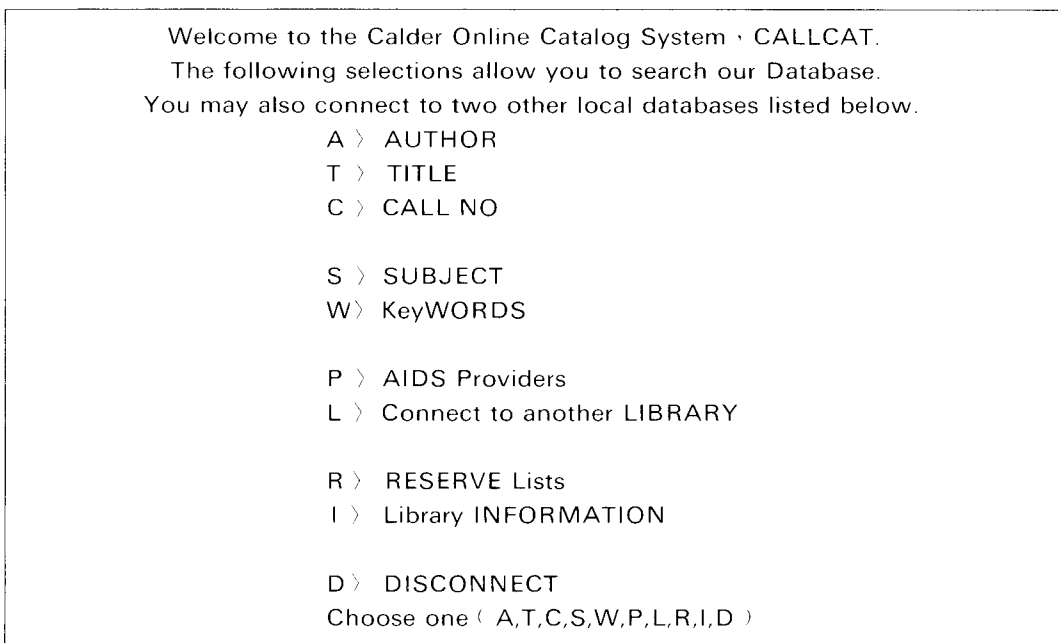 Welcome to the Calder Online Catalog System , CALLCAT.
The following selections allow you to search our Database.
You may also connect to two other local databases listed below.
A 〉 AUTHOR
T 〉 TITLE
C 〉 CALL NO
S 〉 SUBJECT
W〉 KeyWORDS
P 〉 AIDS Providers
L 〉 Connect to another LIBRARY
R 〉 RESERVE Lists
I 〉 Library INFORMATION
D 〉 DISCONNECT
Choose one ( A,T,C,S,W,P,L,R,I,D )